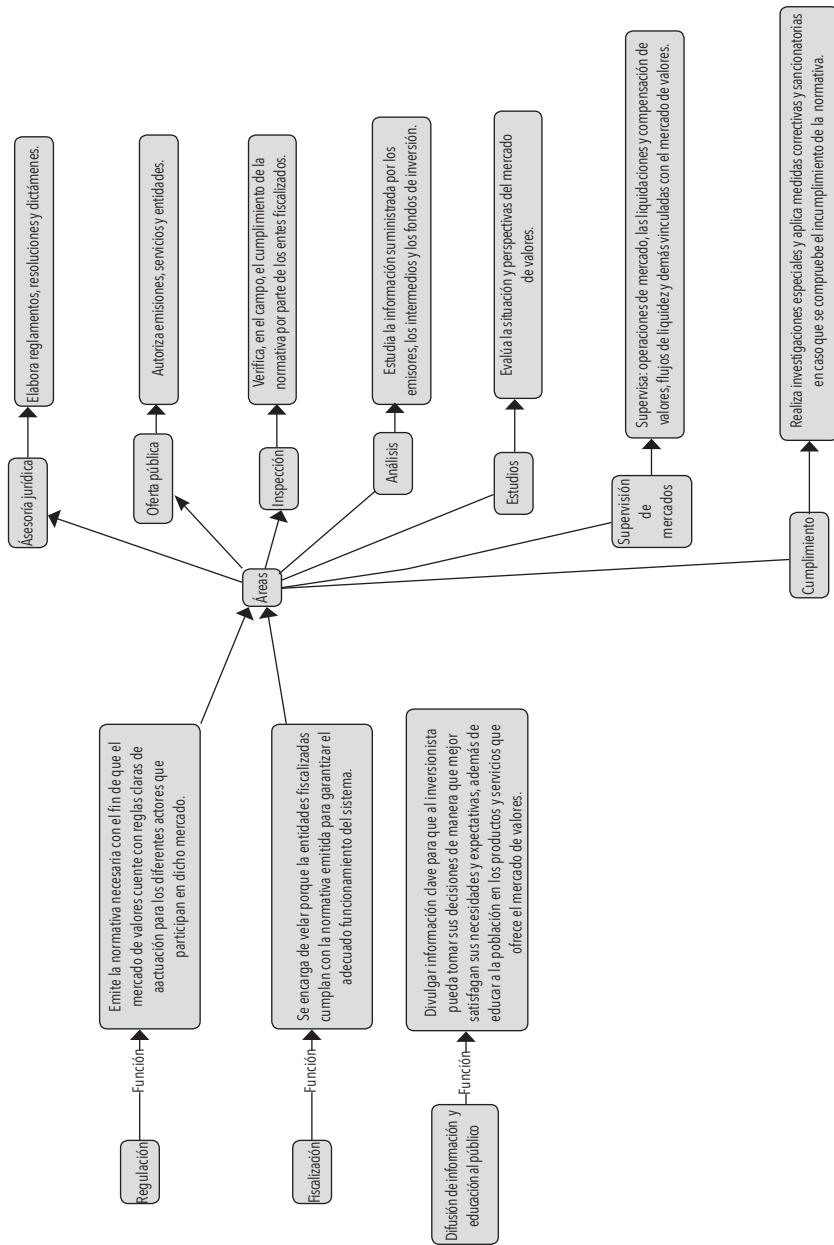 Regulación
Función
Emite la normativa necesaria con el fin de que el
mercado de valores cuente con reglas claras de
aactuación para los diferentes actores que
participan en dicho mercado.
Fiscalización
Función
Se encarga de velar porque la entidades fiscalizadas
cumplan con la normativa emitida para garantizar el
adecuado funcionamiento del sistema.
Difusión de información y
educación al público
Función
Divulgar información clave para que al inversionista
pueda tomar sus decisiones de manera que mejor
satisfagan sus necesidades y expectativas, además de
educar a la población en los productos y servicios que
ofrece el mercado de valores.
Áreas
Ásesoría jurídica
Elabora reglamentos, resoluciones y dictámenes.
Oferta pública
Autoriza emisiones, servicios y entidades.
Inspección
Verifica, en el campo, el cumplimiento de la
normativa por parte de los entes fiscalizados.
Análisis
Estudia la información suministrada por los
emisores, los intermedios y los fondos de inversión.
Estudios
Evalúa la situación y perspectivas del mercado
de valores.
Supervisión
de
mercados
Supervisa: operaciones de mercado, las liquidaciones y compensación de
valores, flujos de liquidez y demás vinculadas con el mercado de valores.
Cumplimiento
Realiza investigaciones especiales y aplica medidas correctivas y sancionatorias
en caso que se compruebe el incumplimiento de la normativa.